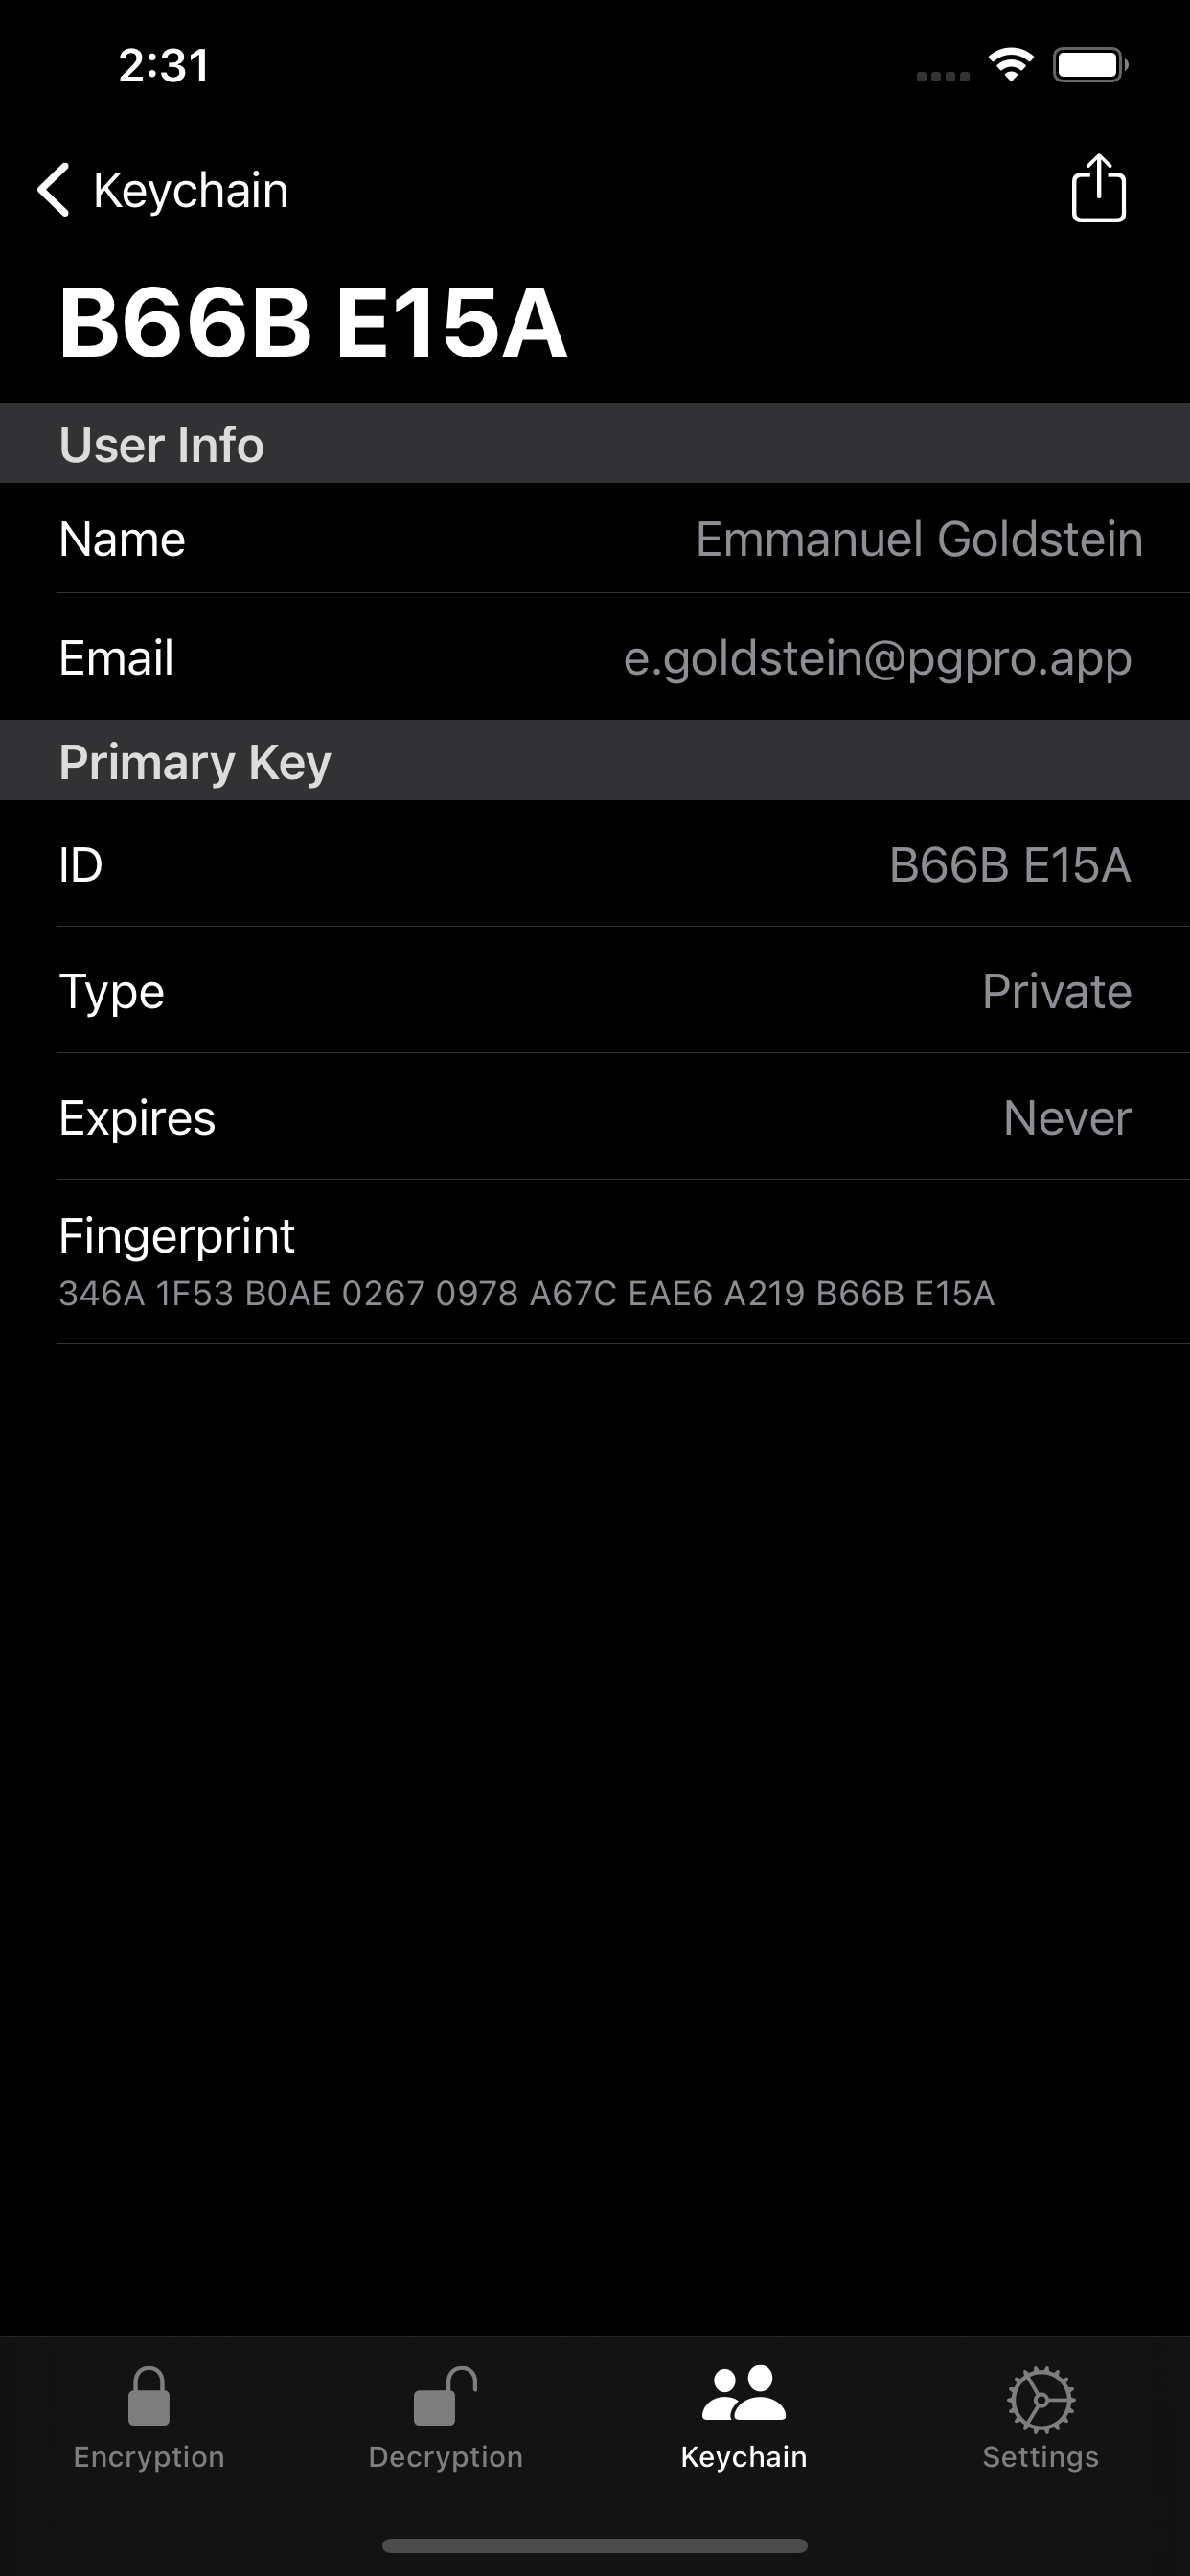 2:31
Keychain
B66B E15A
User Info
Name Emmanuel Goldstein
Email e.goldstein@pgpro.app
Primary Key
ID B66B E15A
Type Private
Expires Never
Fingerprint
346A 1F53 B0AE 0267 0978 A67C EAE6 A219 B66B E15A
Encryption Decryption Keychain Settings